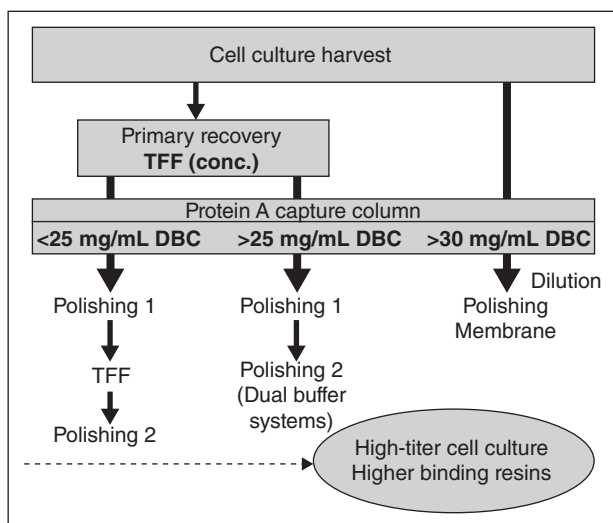 Cell culture harvest
Primary recovery
TFF (conc.)
Protein A capture column
<25 mg/mL DBC >25 mg/mL DBC >30 mg/mL DBC
Dilution
Polishing 1 Polishing 1 Polishing
Membrane
TFF Polishing 2
(Dual buffer
systems)
Polishing 2
High-titer cell culture
Higher binding resins